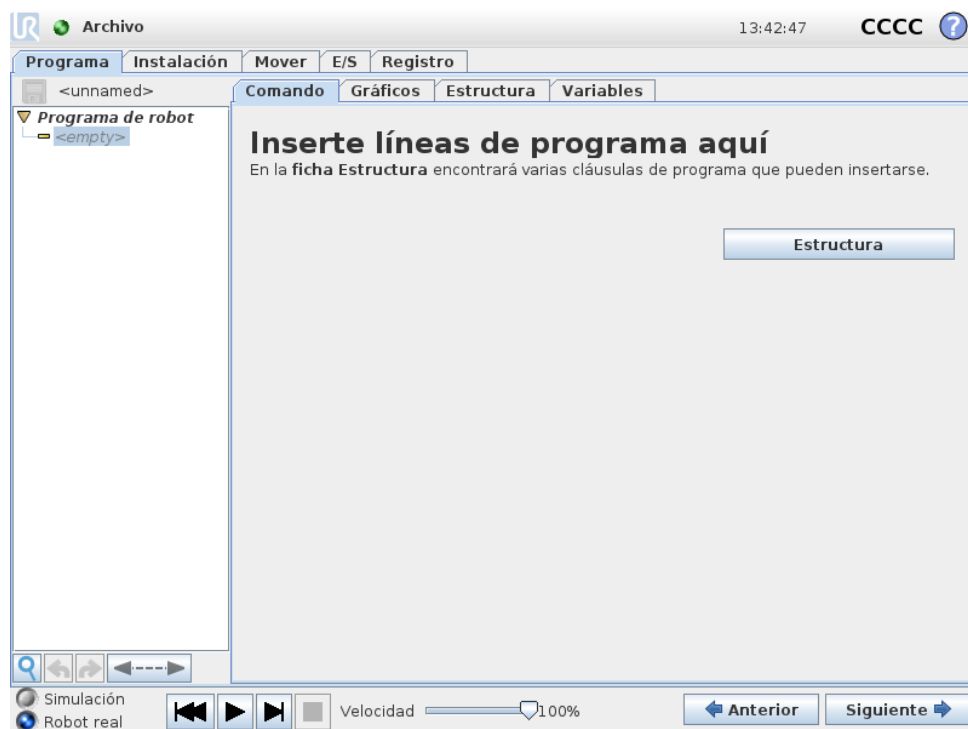 UR Archivo 13:42:47 CCCC ?
Programa Instalación Mover E/S Registro
<unnamed> Comando Gráficos Estructura Variables
Programa de robot
<empty>
Inserte líneas de programa aquí
En la ficha Estructura encontrará varias cláusulas de programa que pueden insertarse.
Estructura
Simulación
Robot real
Velocidad 100% Anterior Siguiente